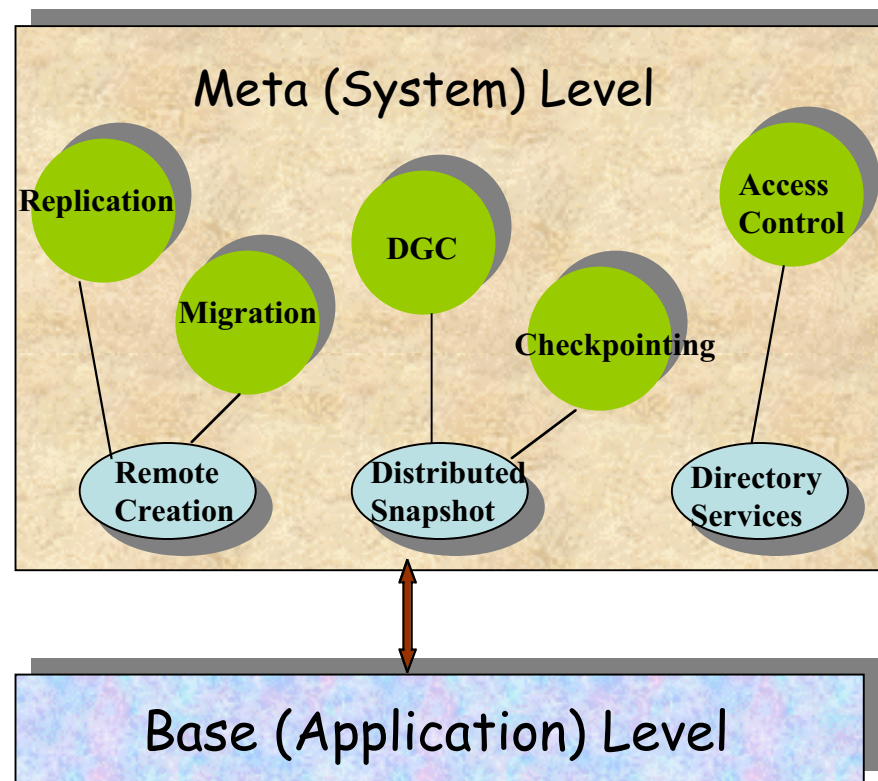 Meta (System) Level
Replication
Migration
DGC
Checkpointing
Access
Control
Remote
Creation
Distributed
Snapshot
Directory
Services
Base (Application) Level